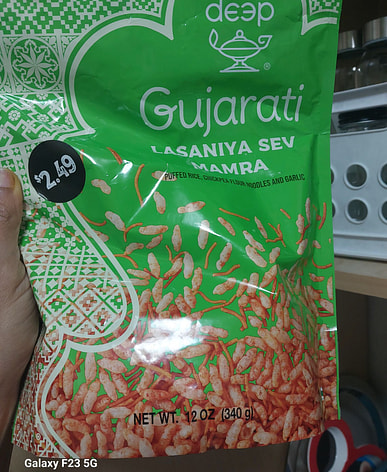 deep
®
Gujarati
LASANIYA SEV
MAMRA
PUFFED RICE, CHICKPEA FLOUR NOODLES AND GARLIC
$2.49
NET WT. 12 OZ (340 g)
Galaxy F23 5G